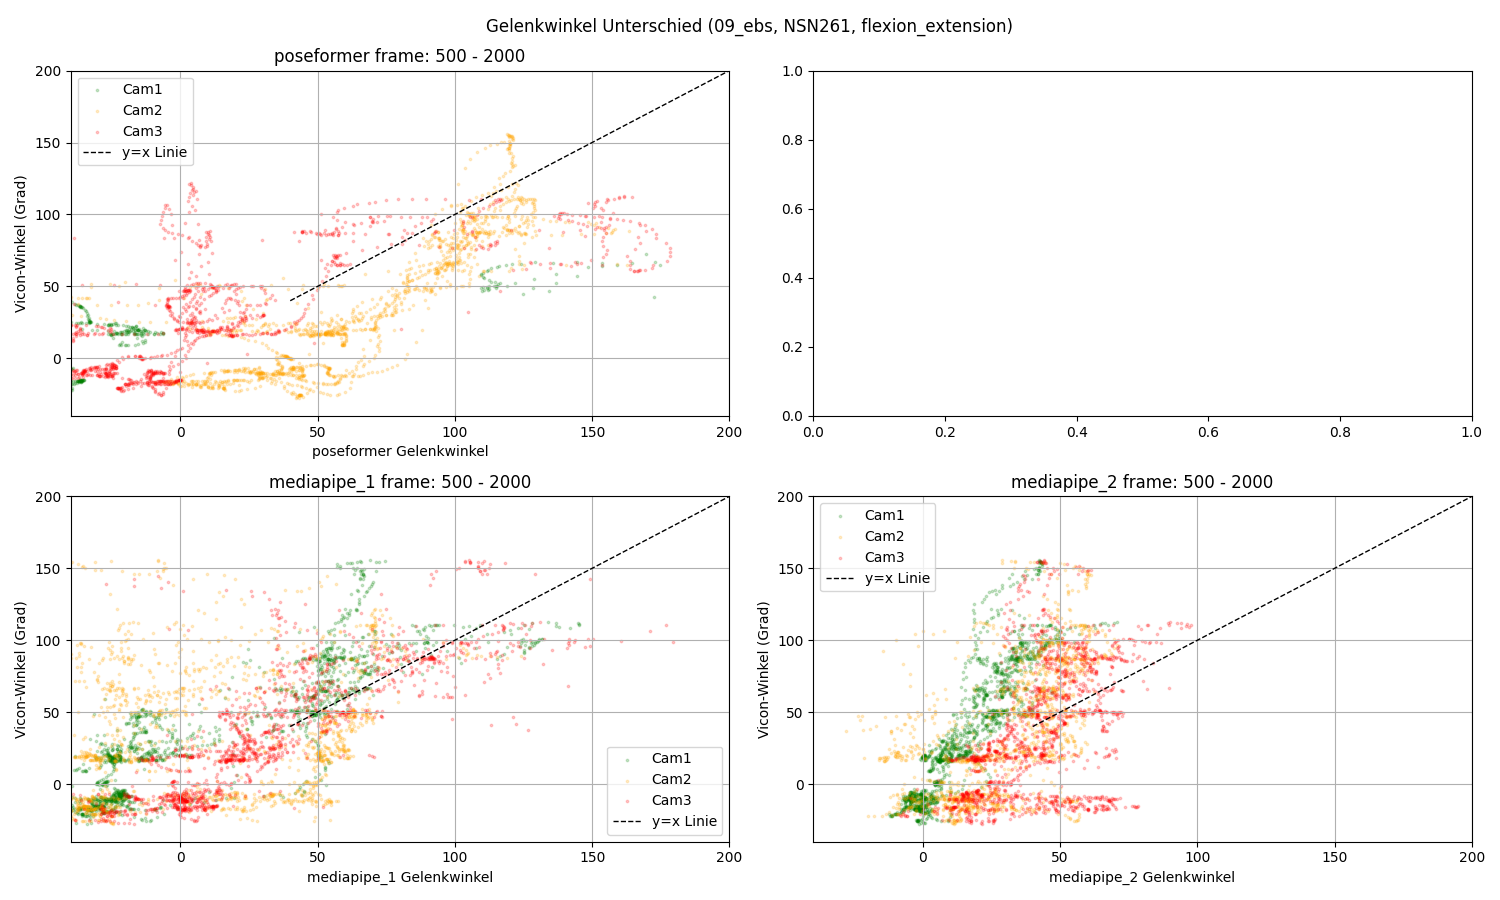 Gelenkwinkel Unterschied (09_ebs, NSN261, flexion_extension)
poseformer frame: 500 - 2000
200
150
100
50
0
Vicon-Winkel (Grad)
Cam1
Cam2
Cam3
y=x Linie
0 50 100 150 200
poseformer Gelenkwinkel
1.0
0.8
0.6
0.4
0.2
0.0
0.0 0.2 0.4 0.6 0.8 1.0
mediapipe_1 frame: 500 - 2000
200
150
100
50
0
Vicon-Winkel (Grad)
Cam1
Cam2
Cam3
y=x Linie
0 50 100 150 200
mediapipe_1 Gelenkwinkel
mediapipe_2 frame: 500 - 2000
200
150
100
50
0
Vicon-Winkel (Grad)
Cam1
Cam2
Cam3
y=x Linie
0 50 100 150 200
mediapipe_2 Gelenkwinkel